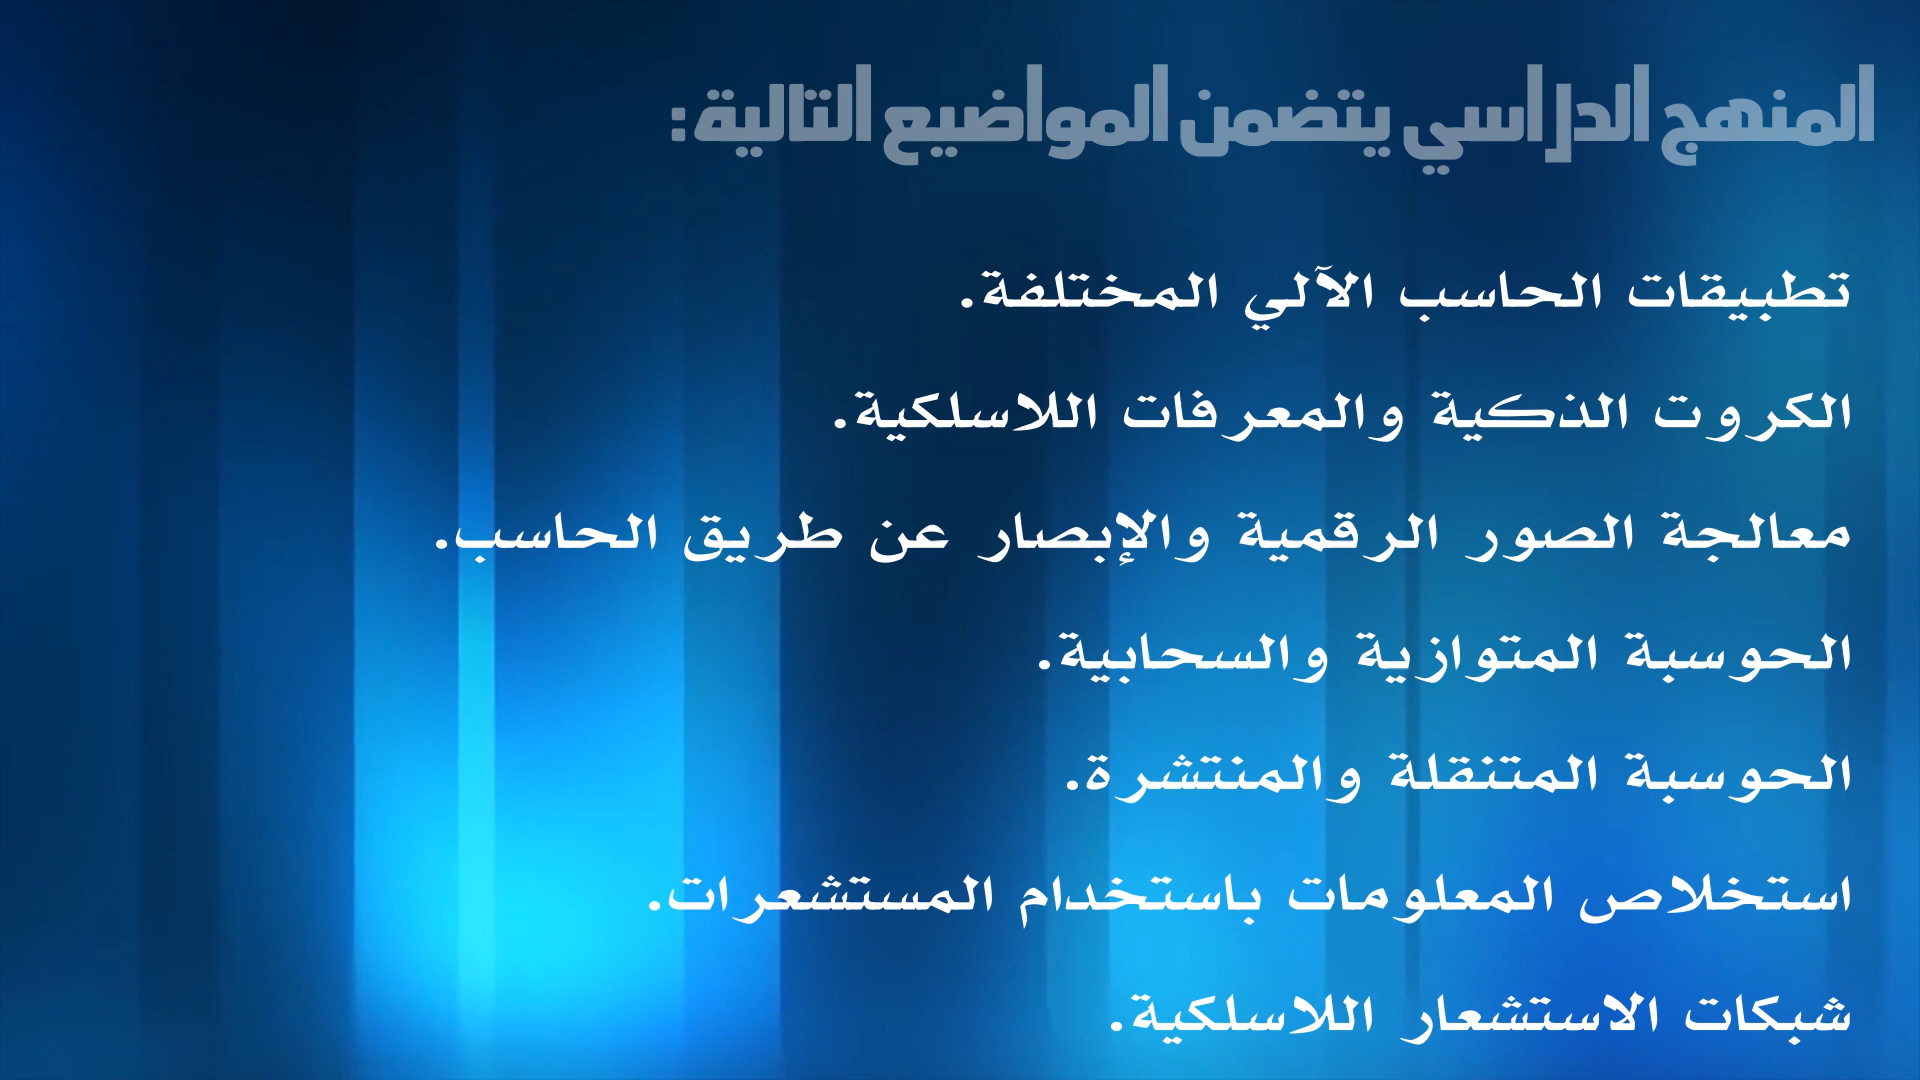 المنهج الدراسي يتضمن المواضيع التالية:
تطبيقات الحاسب الآلي المختلفة.
الكروت الذكية والمعرفات اللاسلكية.
معالجة الصور الرقمية والإبصار عن طريق الحاسب.
الحوسبة المتوازية والسحابية.
الحوسبة المتنقلة والمنتشرة.
استخلاص المعلومات باستخدام المستشعرات.
شبكات الاستشعار اللاسلكية.